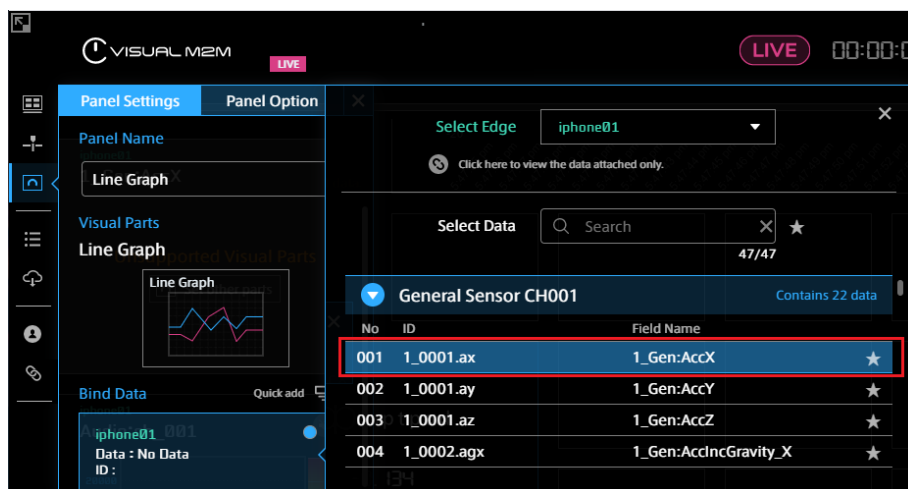 VISUAL M2M
LIVE
LIVE
00:00:0
Panel Settings
Panel Option
Panel Name
Line Graph
Visual Parts
Line Graph
Line Graph
Bind Data
Quick add
iphone01
Data : No Data
ID :
Select Edge
iphone01
Click here to view the data attached only.
Select Data
Search
47/47
General Sensor CH001
Contains 22 data
No ID Field Name
001 1_0001.ax 1_Gen:AccX
002 1_0001.ay 1_Gen:AccY
003 1_0001.az 1_Gen:AccZ
004 1_0002.agx 1_Gen:AccIncGravity_X